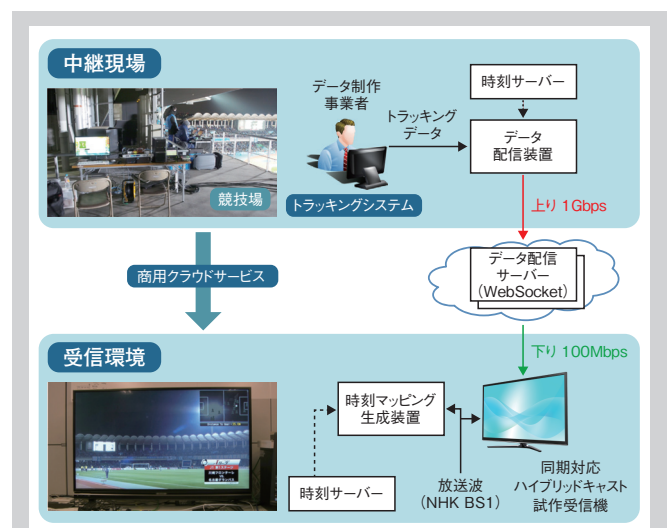 中継現場
競技場
データ制作
事業者
トラッキング
データ
トラッキングシステム
時刻サーバー
データ
配信装置
上り 1Gbps
商用クラウドサービス
データ配信
サーバー
(WebSocket)
下り 100Mbps
受信環境
時刻マッピング
生成装置
時刻サーバー
放送波
(NHK BS1)
同期対応
ハイブリッドキャスト
試作受信機